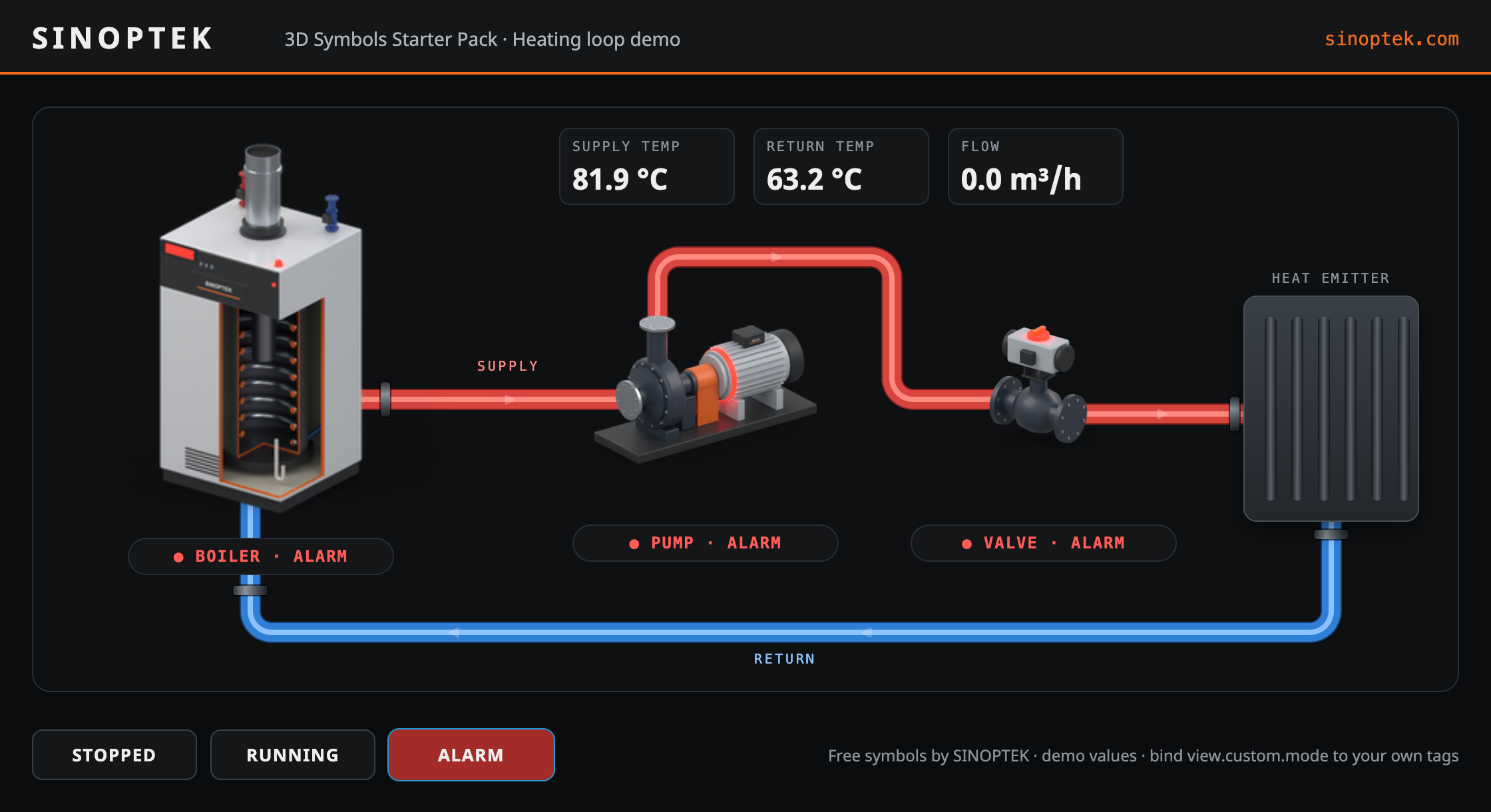 SINOPTEK
3D Symbols Starter Pack · Heating loop demo
sinoptek.com
SUPPLY TEMP
81.9 °C
RETURN TEMP
63.2 °C
FLOW
0.0 m³/h
SINOPTEK
HEAT EMITTER
SUPPLY
BOILER · ALARM
PUMP · ALARM
VALVE · ALARM
RETURN
STOPPED
RUNNING
ALARM
Free symbols by SINOPTEK · demo values · bind view.custom.mode to your own tags